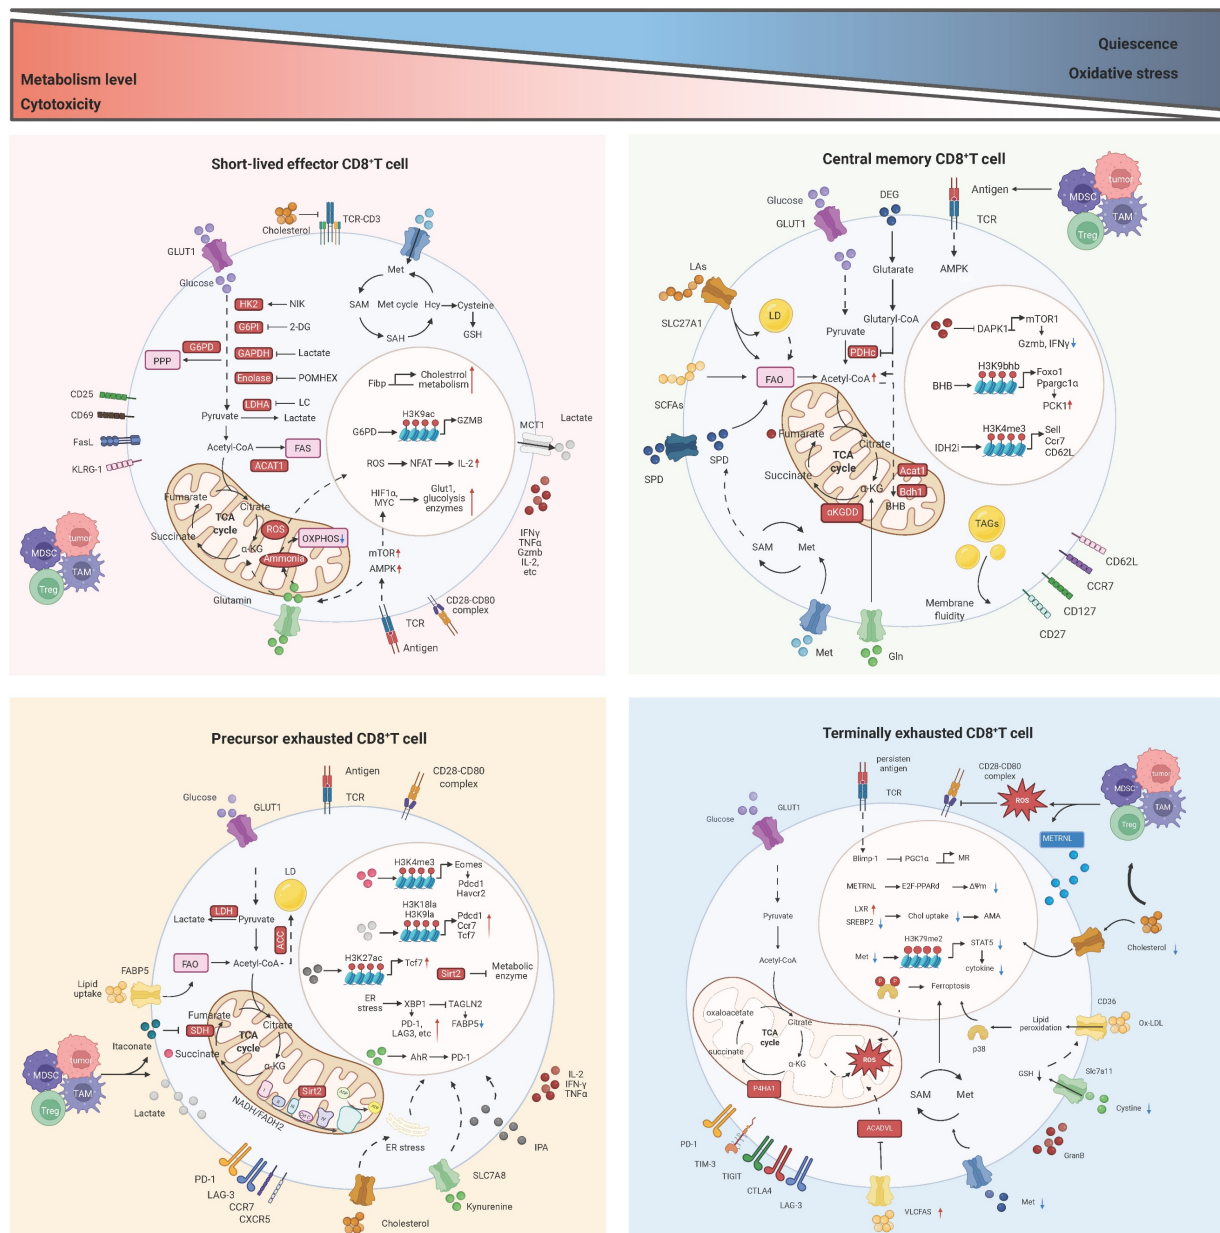 Quiescence
Oxidative stress
Metabolism level
Cytotoxicity
Short-lived effector CD8⁺T cell
Cholesterol
TCR-CD3
GLUT1
Glucose
Met
SAM
Met cycle
Hcy
Cysteine
SAH
GSH
HK2
NIK
G6PI
2-DG
G6PD
PPP
GAPDH
Lactate
Enolase
POMHEX
LDHA
LC
Pyruvate
Lactate
Acetyl-CoA
FAS
ACAT1
CD25
CD69
FasL
KLRG-1
Fibp
Cholestrrol
metabolism
H3K9ac
G6PD
GZMB
ROS
NFAT
IL-2
HIF1α,
MYC
Glut1,
glucolysis
enzymes
MCT1
Lactate
IFNγ
TNFα
Gzmb
IL-2,
etc
Fumarate
Citrate
TCA
cycle
Succinate
α-KG
ROS
OXPHOS
Ammonia
mTOR
AMPK
Glutamin
TCR
Antigen
CD28-CD80
complex
MDSC
tumor
TAM
Treg
Central memory CD8⁺T cell
Glucose
GLUT1
DEG
Antigen
TCR
AMPK
MDSC
tumor
TAM
Treg
Glutarate
Glutaryl-CoA
LAs
SLC27A1
LD
Pyruvate
PDHc
FAO
Acetyl-CoA
SCFAs
SPD
SPD
DAPK1
mTOR1
Gzmb, IFNγ
H3K9bhb
BHB
Foxo1
Ppargc1α
PCK1
H3K4me3
IDH2i
Sell
Ccr7
CD62L
Fumarate
Citrate
TCA
cycle
Succinate
α-KG
Acat1
Bdh1
BHB
αKGDD
SAM
Met
TAGs
Membrane
fluidity
CD62L
CCR7
CD127
CD27
Met
Gln
Precursor exhausted CD8⁺T cell
Antigen
TCR
CD28-CD80
complex
Glucose
GLUT1
LD
LDH
Lactate
Pyruvate
ACC
FAO
Acetyl-CoA
FABP5
Lipid
uptake
H3K4me3
Eomes
Pdcd1
Havcr2
H3K18la
H3K9la
Pdcd1
Ccr7
Tcf7
H3K27ac
Tcf7
Sirt2
Metabolic
enzyme
ER
stress
XBP1
TAGLN2
PD-1,
LAG3, etc
FABP5
AhR
PD-1
Itaconate
SDH
Fumarate
Citrate
TCA
cycle
Succinate
α-KG
Sirt2
NADH/FADH2
Lactate
MDSC
tumor
TAM
Treg
IL-2
IFN-γ
TNFα
IPA
ER stress
SLC7A8
Kynurenine
Cholesterol
PD-1
LAG-3
CCR7
CXCR5
Terminally exhausted CD8⁺T cell
persisten
antigen
TCR
CD28-CD80
complex
ROS
METRNL
MDSC
tumor
TAM
Treg
Glucose
GLUT1
Blimp-1
PGC1α
MR
METRNL
E2F-PPARd
ΔΨm
LXR
SREBP2
Chol uptake
AMA
H3K79me2
Met
STAT5
cytokine
P
P
Ferroptosis
Cholesterol
Pyruvate
Acetyl-CoA
oxaloacetate
Citrate
TCA
cycle
succinate
α-KG
ROS
P4HA1
ACADVL
SAM
Met
p38
Lipid
peroxidation
CD36
Ox-LDL
GSH
Slc7a11
Cystine
GranB
PD-1
TIM-3
TIGIT
CTLA4
LAG-3
VLCFAS
Met